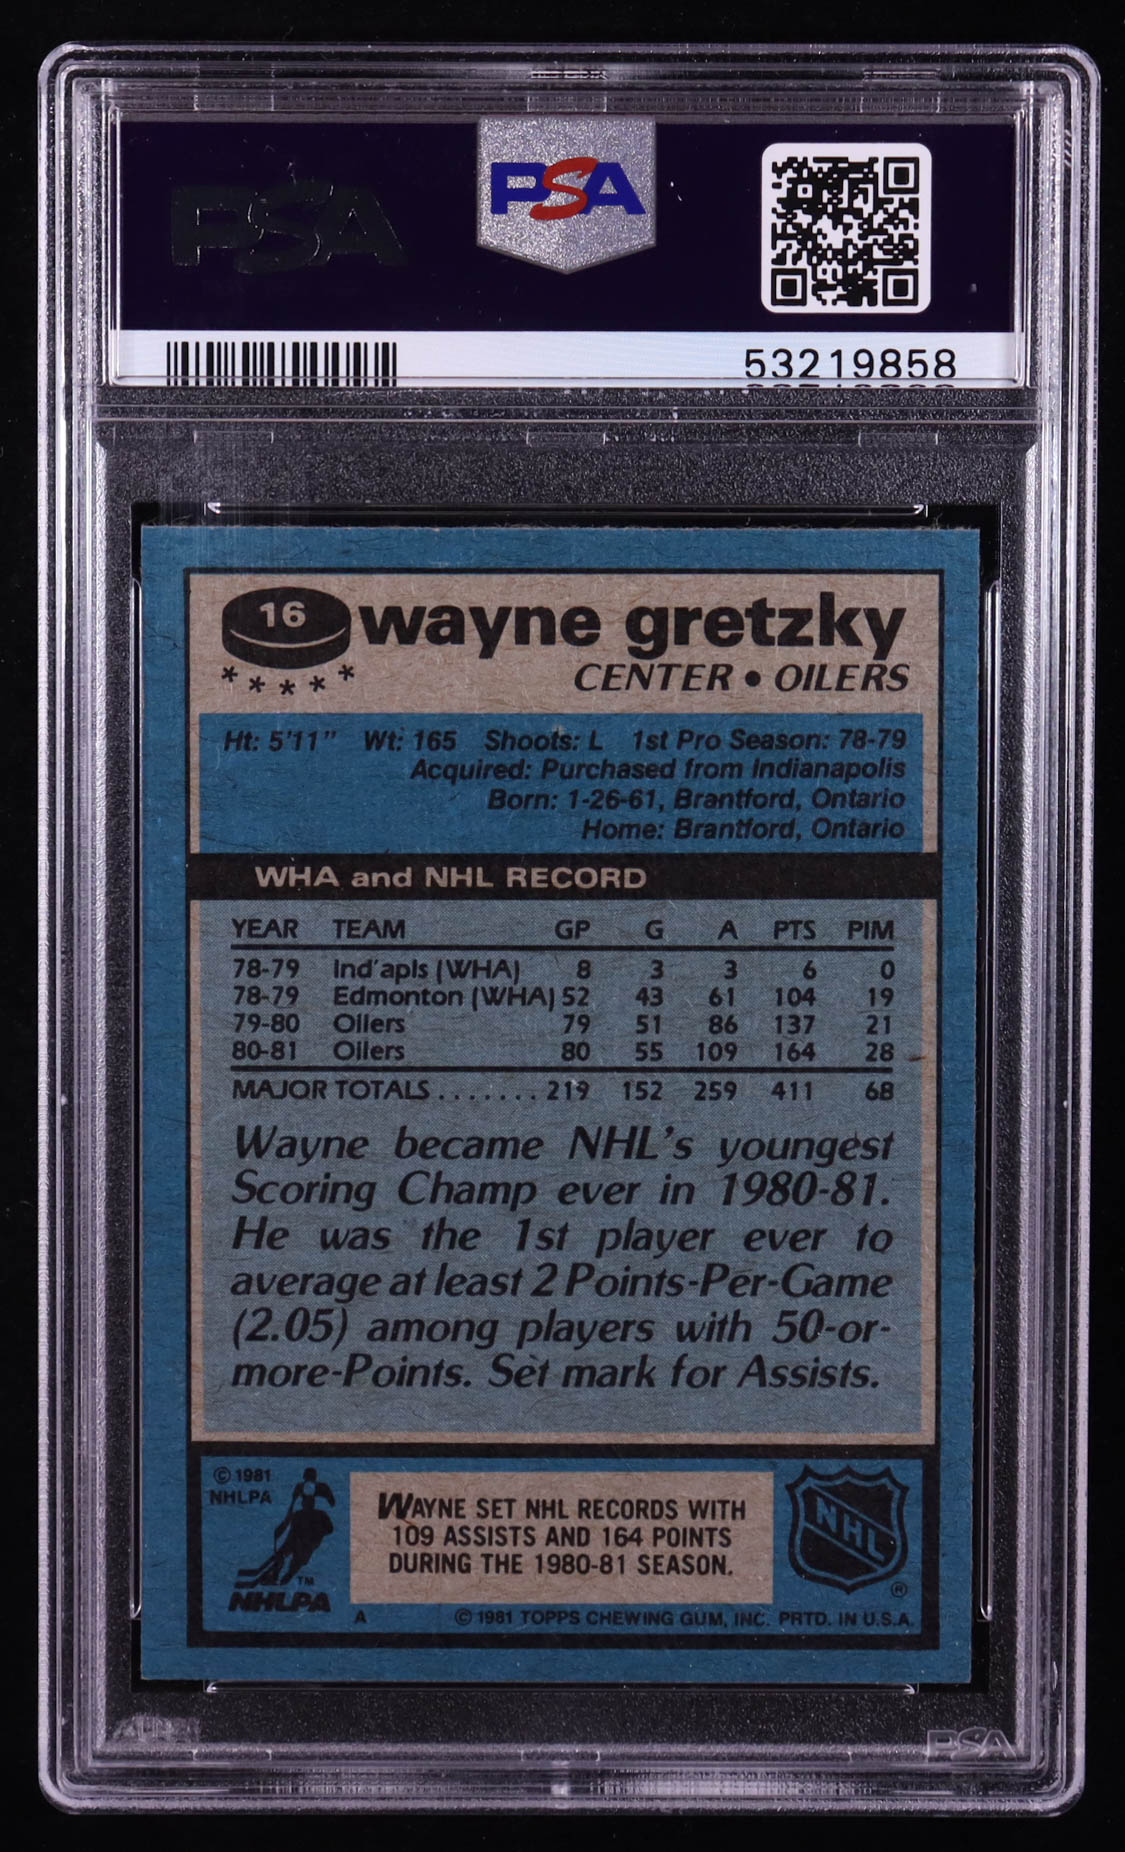 PSA
PSA
53219858
16
wayne gretzky
* * * * *
CENTER • OILERS
Ht: 5'11" Wt: 165 Shoots: L 1st Pro Season: 78-79
Acquired: Purchased from Indianapolis
Born: 1-26-61, Brantford, Ontario
Home: Brantford, Ontario
WHA and NHL RECORD
YEAR TEAM GP G A PTS PIM
78-79 Ind'apls (WHA) 8 3 3 6 0
78-79 Edmonton (WHA) 52 43 61 104 19
79-80 Oilers 79 51 86 137 21
80-81 Oilers 80 55 109 164 28
MAJOR TOTALS ....... 219 152 259 411 68
Wayne became NHL's youngest
Scoring Champ ever in 1980-81.
He was the 1st player ever to
average at least 2 Points-Per-Game
(2.05) among players with 50-or-
more-Points. Set mark for Assists.
© 1981
NHLPA
TM
NHLPA
WAYNE SET NHL RECORDS WITH
109 ASSISTS AND 164 POINTS
DURING THE 1980-81 SEASON.
NHL
®
A © 1981 TOPPS CHEWING GUM, INC. PRTD. IN U.S.A.
PSA